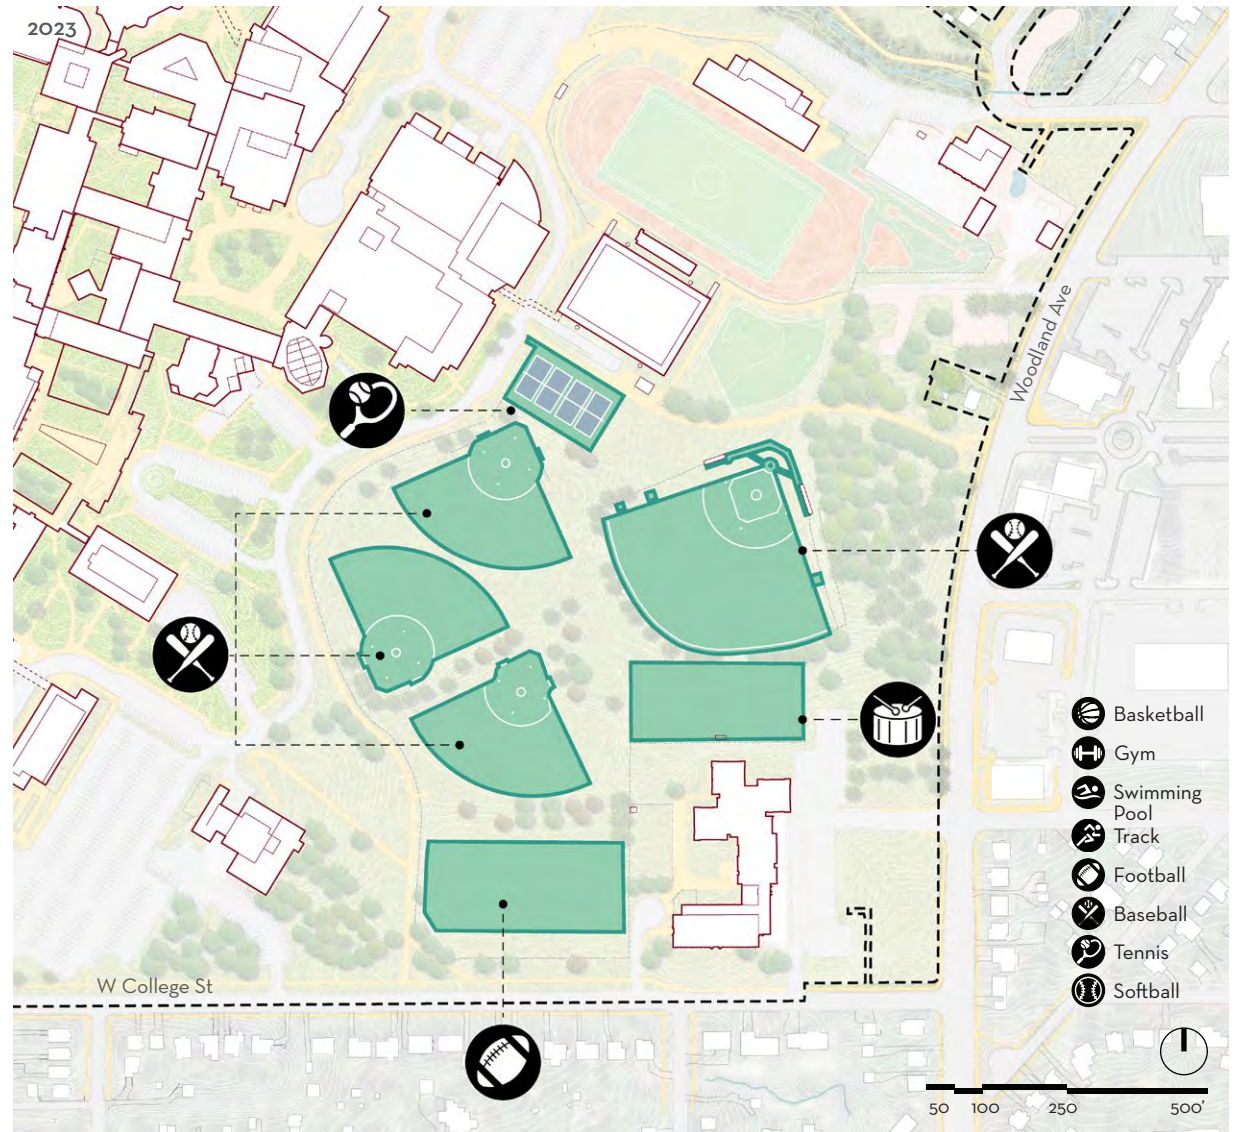 2023
Woodland Ave
Basketball
Gym
Swimming
Pool
Track
Football
Baseball
Tennis
Softball
W College St
50 100 250 500'